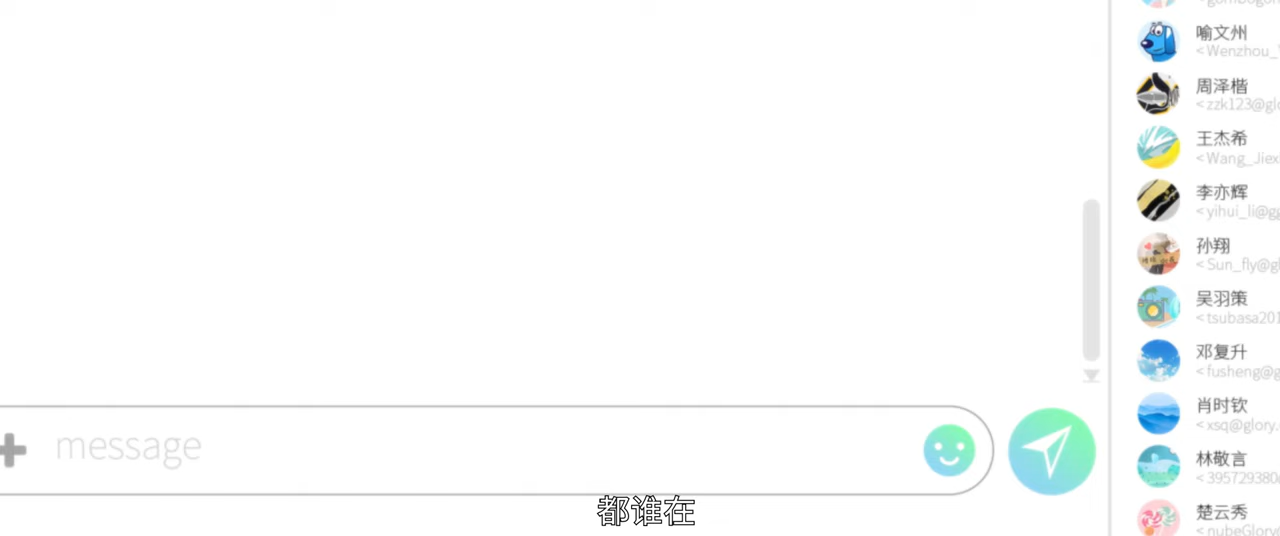 喻文州
<Wenzhou_
周泽楷
<zzk123@glo
王杰希
<Wang_Jiex
李亦辉
<yihui_li@gg
孙翔
<Sun_fly@gl
吴羽策
<tsubasa201
邓复升
<fusheng@g
肖时钦
<xsq@glory.
林敬言
<395729380
楚云秀
<nubeGlory
message
都谁在